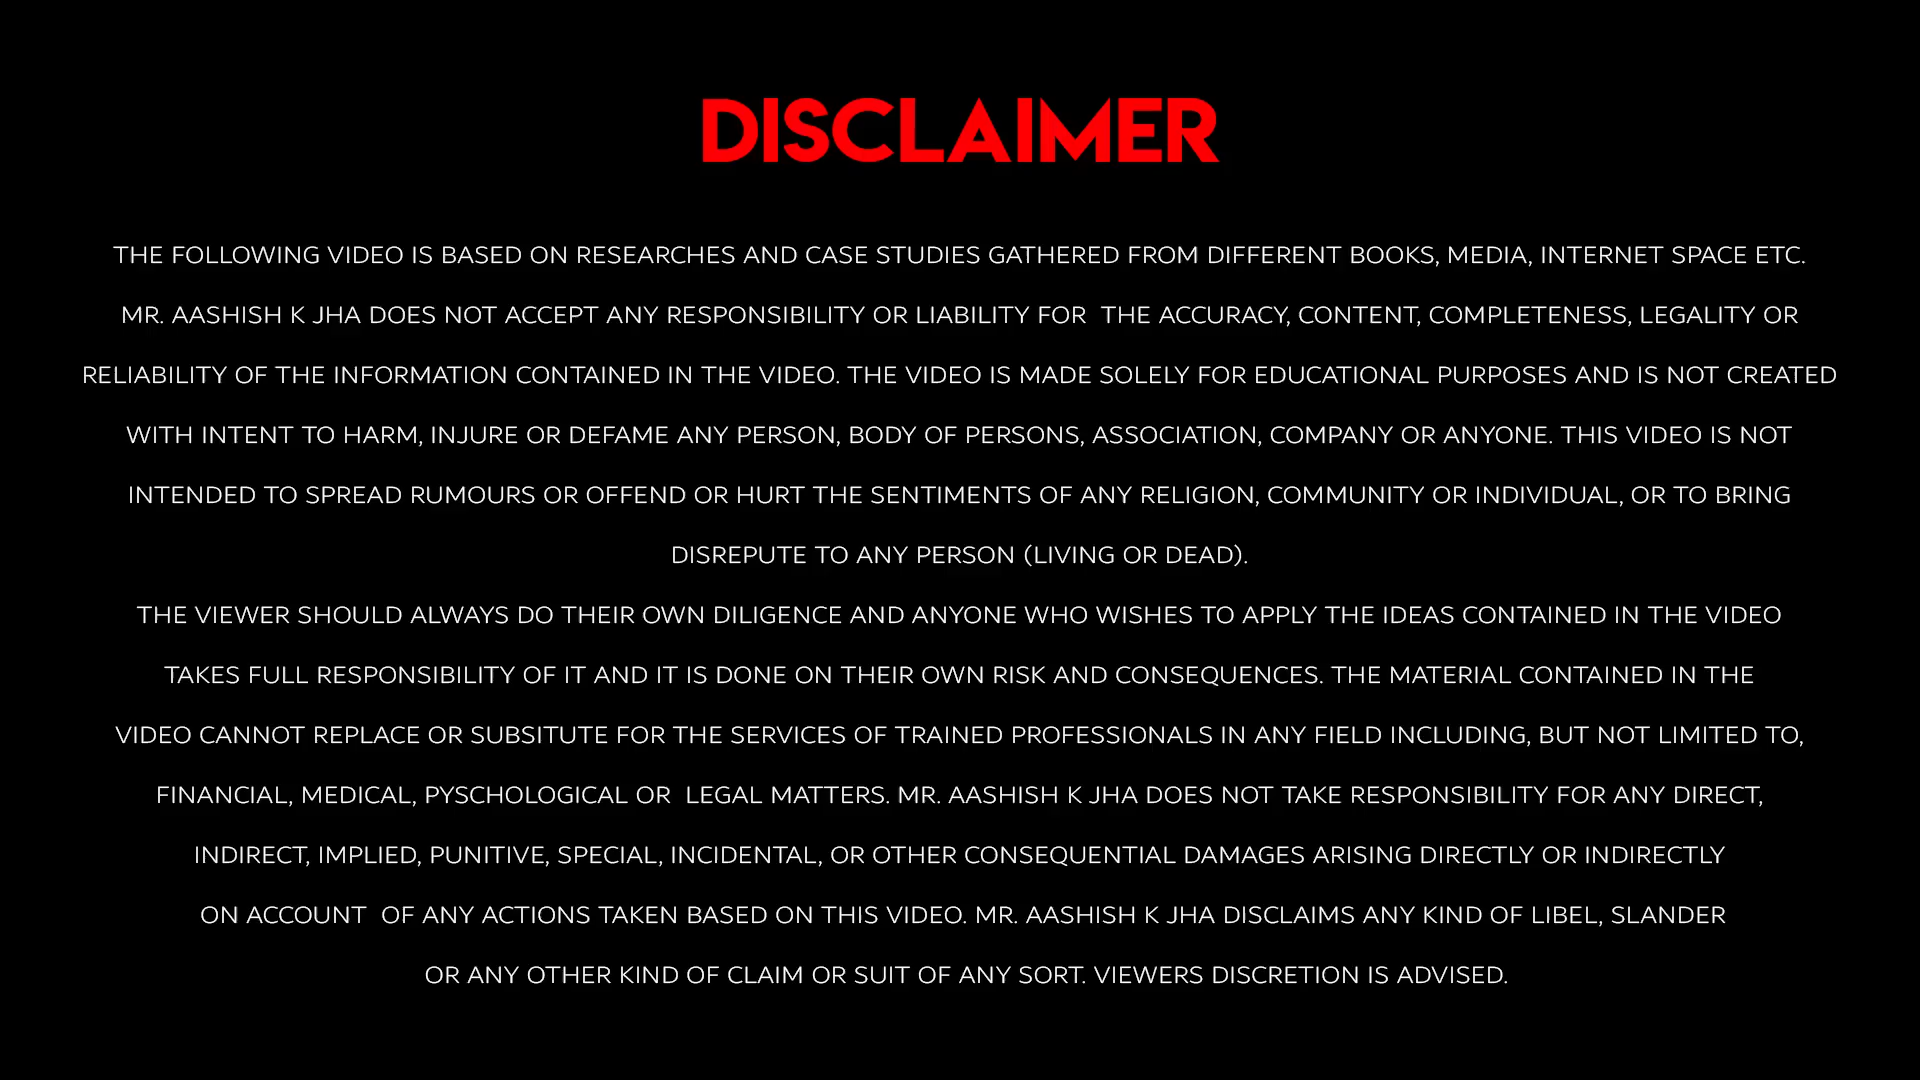 DISCLAIMER
THE FOLLOWING VIDEO IS BASED ON RESEARCHES AND CASE STUDIES GATHERED FROM DIFFERENT BOOKS, MEDIA, INTERNET SPACE ETC.
MR. AASHISH K JHA DOES NOT ACCEPT ANY RESPONSIBILITY OR LIABILITY FOR  THE ACCURACY, CONTENT, COMPLETENESS, LEGALITY OR
RELIABILITY OF THE INFORMATION CONTAINED IN THE VIDEO. THE VIDEO IS MADE SOLELY FOR EDUCATIONAL PURPOSES AND IS NOT CREATED
WITH INTENT TO HARM, INJURE OR DEFAME ANY PERSON, BODY OF PERSONS, ASSOCIATION, COMPANY OR ANYONE. THIS VIDEO IS NOT
INTENDED TO SPREAD RUMOURS OR OFFEND OR HURT THE SENTIMENTS OF ANY RELIGION, COMMUNITY OR INDIVIDUAL, OR TO BRING
DISREPUTE TO ANY PERSON (LIVING OR DEAD).
THE VIEWER SHOULD ALWAYS DO THEIR OWN DILIGENCE AND ANYONE WHO WISHES TO APPLY THE IDEAS CONTAINED IN THE VIDEO
TAKES FULL RESPONSIBILITY OF IT AND IT IS DONE ON THEIR OWN RISK AND CONSEQUENCES. THE MATERIAL CONTAINED IN THE
VIDEO CANNOT REPLACE OR SUBSITUTE FOR THE SERVICES OF TRAINED PROFESSIONALS IN ANY FIELD INCLUDING, BUT NOT LIMITED TO,
FINANCIAL, MEDICAL, PYSCHOLOGICAL OR  LEGAL MATTERS. MR. AASHISH K JHA DOES NOT TAKE RESPONSIBILITY FOR ANY DIRECT,
INDIRECT, IMPLIED, PUNITIVE, SPECIAL, INCIDENTAL, OR OTHER CONSEQUENTIAL DAMAGES ARISING DIRECTLY OR INDIRECTLY
ON ACCOUNT  OF ANY ACTIONS TAKEN BASED ON THIS VIDEO. MR. AASHISH K JHA DISCLAIMS ANY KIND OF LIBEL, SLANDER
OR ANY OTHER KIND OF CLAIM OR SUIT OF ANY SORT. VIEWERS DISCRETION IS ADVISED.